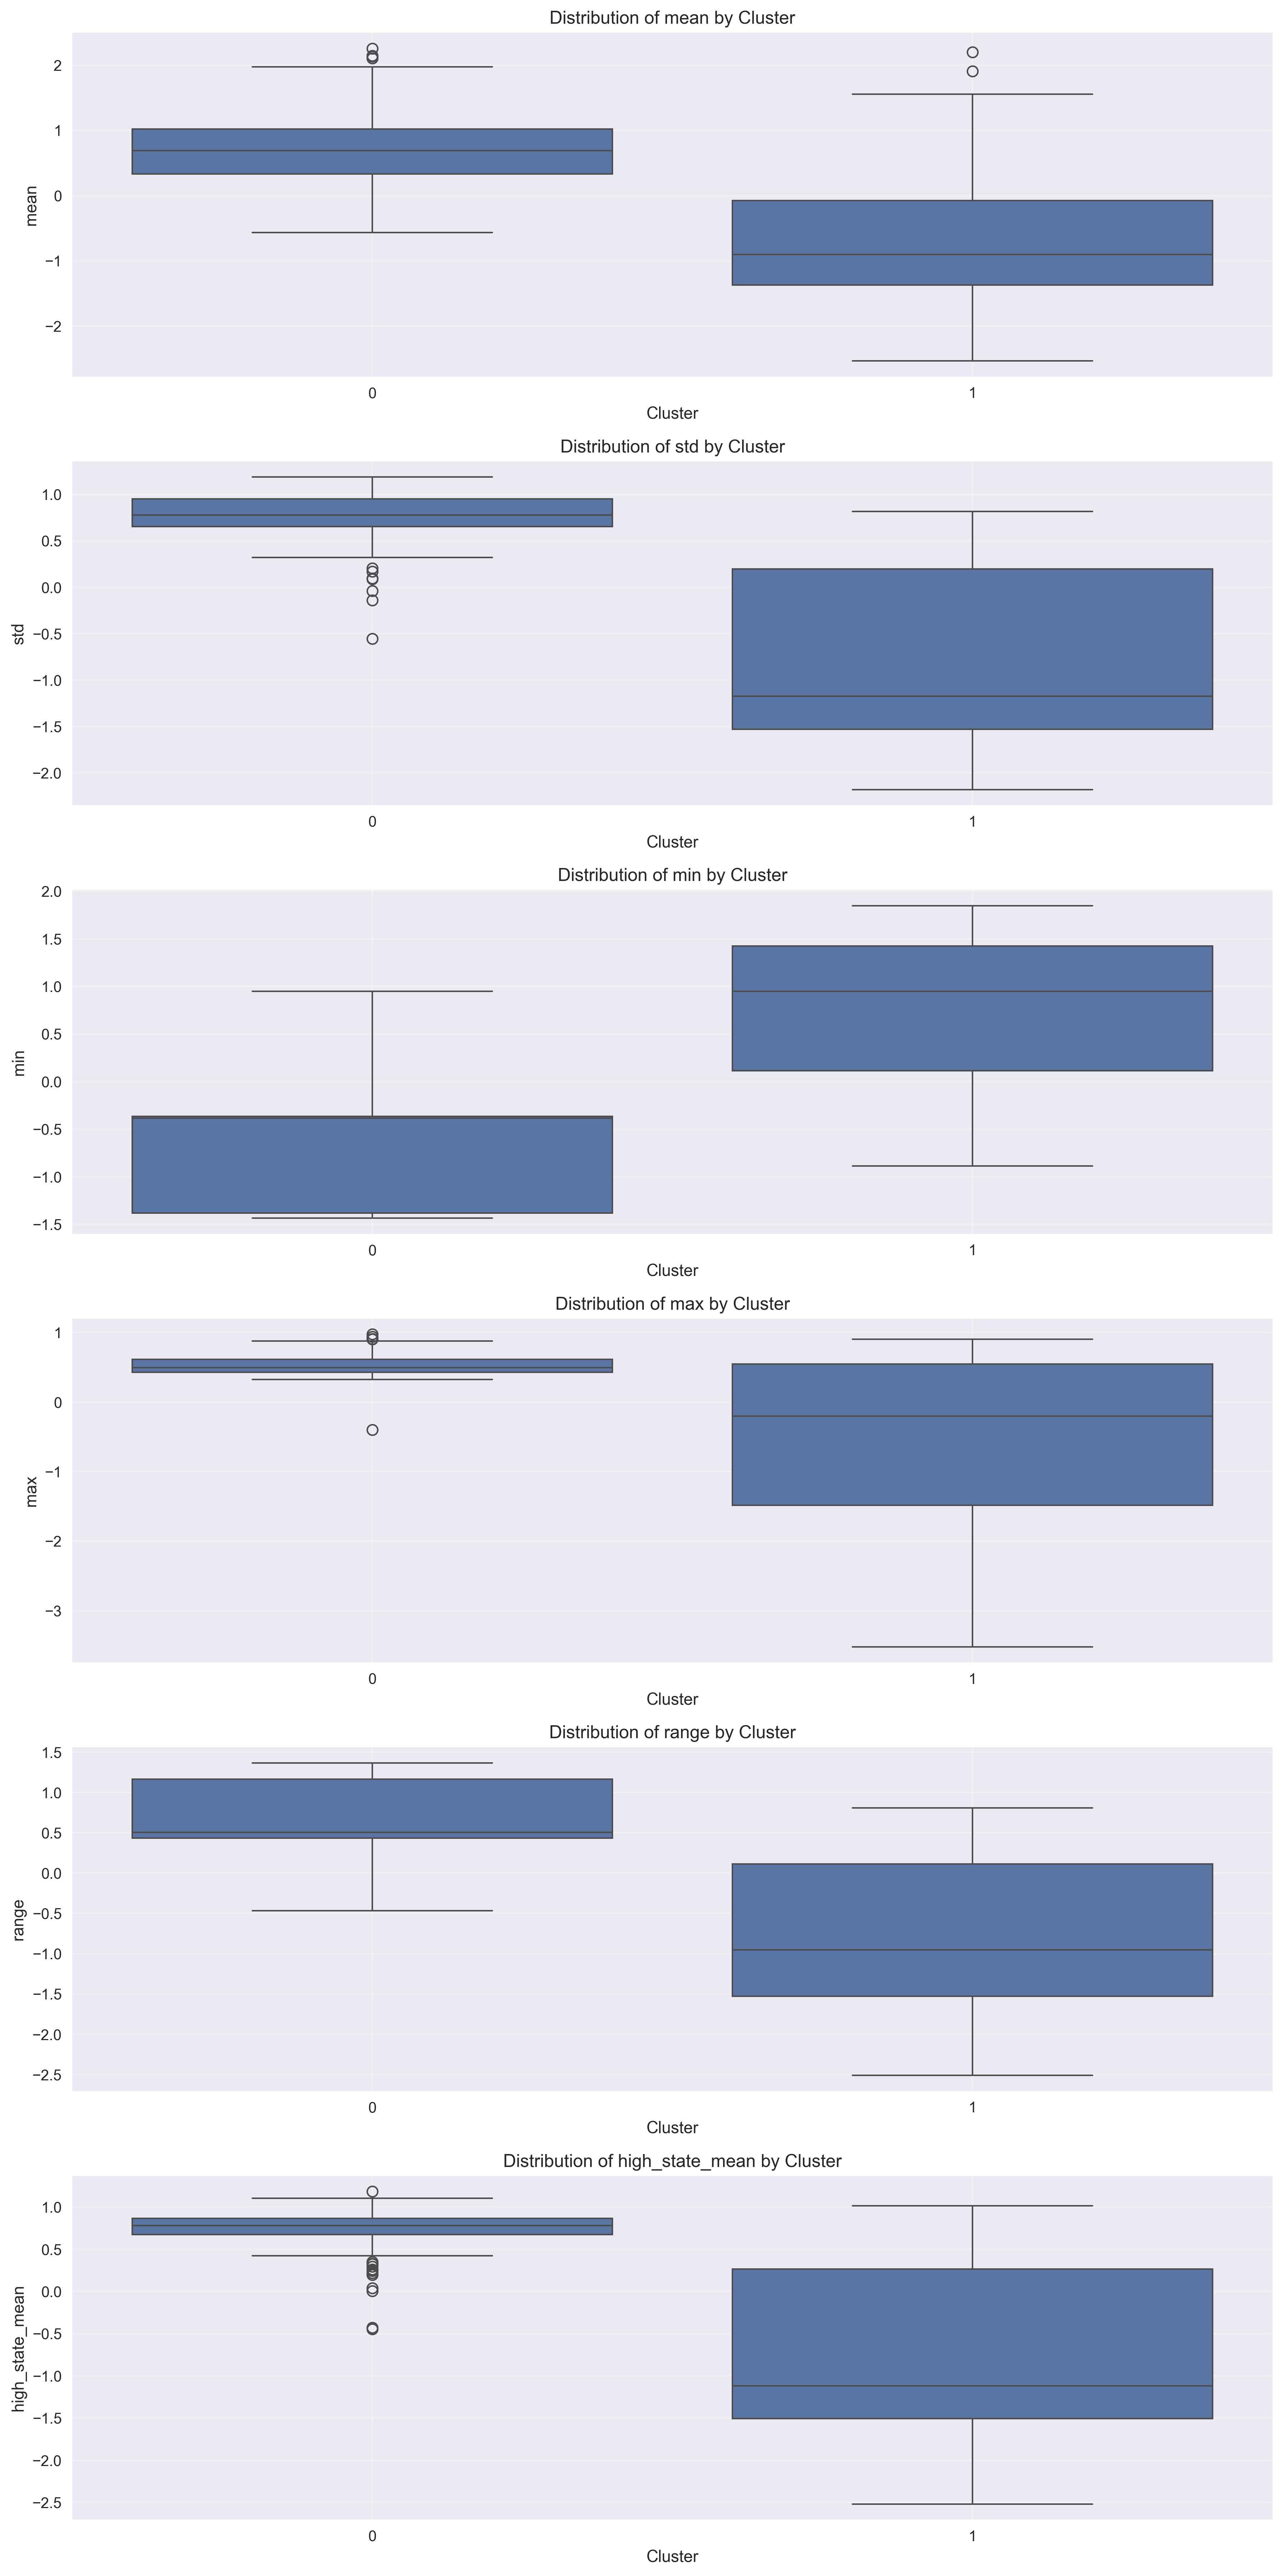 Distribution of mean by Cluster
mean
2
1
0
−1
−2
0 1
Cluster
Distribution of std by Cluster
std
1.0
0.5
0.0
−0.5
−1.0
−1.5
−2.0
0 1
Cluster
Distribution of min by Cluster
min
2.0
1.5
1.0
0.5
0.0
−0.5
−1.0
−1.5
0 1
Cluster
Distribution of max by Cluster
max
1
0
−1
−2
−3
0 1
Cluster
Distribution of range by Cluster
range
1.5
1.0
0.5
0.0
−0.5
−1.0
−1.5
−2.0
−2.5
0 1
Cluster
Distribution of high_state_mean by Cluster
high_state_mean
1.0
0.5
0.0
−0.5
−1.0
−1.5
−2.0
−2.5
0 1
Cluster